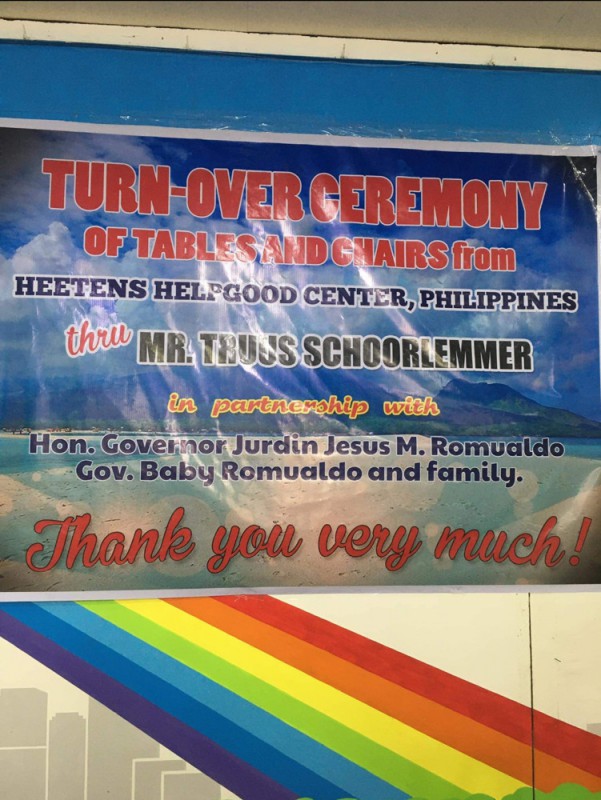 TURN-OVER CEREMONY
OF TABLES AND CHAIRS from
HEETENS HELPGOOD CENTER, PHILIPPINES
thru MR. TRUUS SCHOORLEMMER
in partnership with
Hon. Governor Jurdin Jesus M. Romualdo
Gov. Baby Romualdo and family.
Thank you very much!